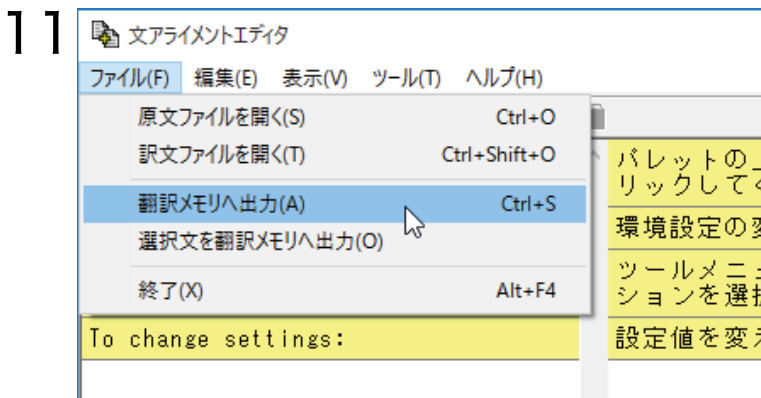 11
文アライメントエディタ
ファイル(F) 編集(E) 表示(V) ツール(T) ヘルプ(H)
原文ファイルを開く(S) Ctrl+O
訳文ファイルを開く(T) Ctrl+Shift+O
翻訳メモリへ出力(A) Ctrl+S
選択文を翻訳メモリへ出力(O)
終了(X) Alt+F4
パレットの
リックして
環境設定の
ツールメニ
ションを選
To change settings:
設定値を変